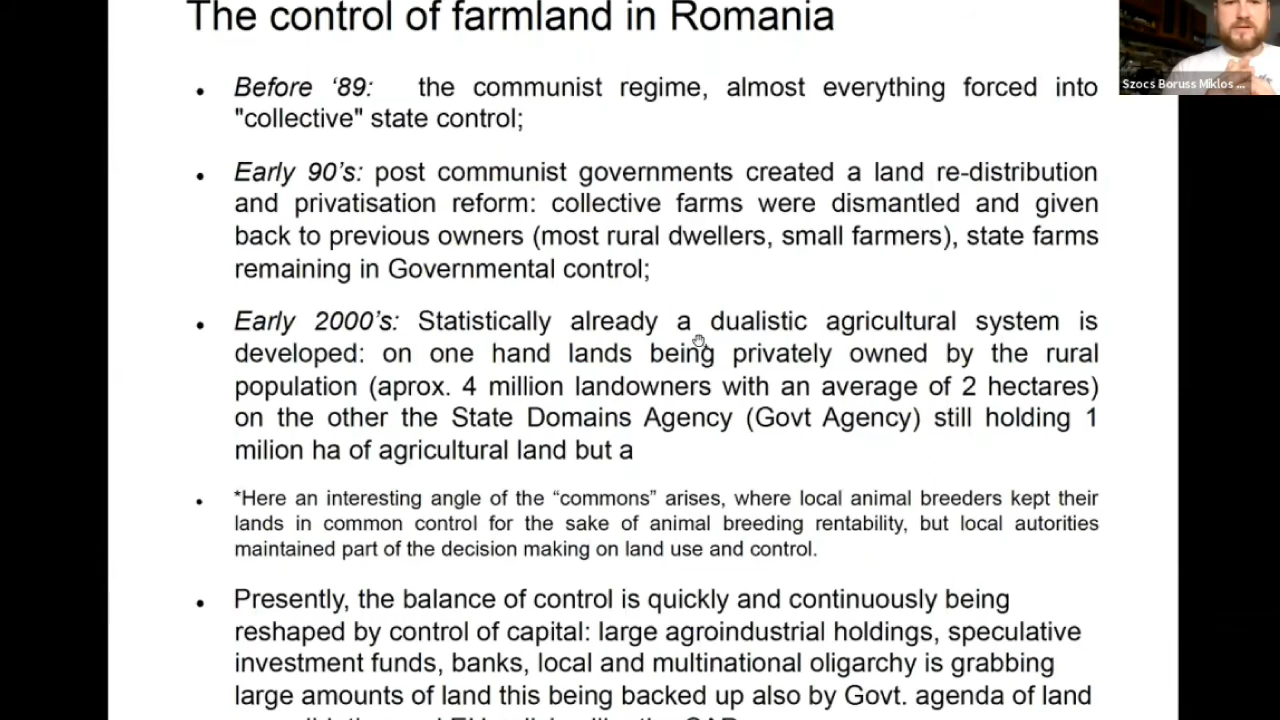 The control of farmland in Romania
Szocs Boruss Miklos ...
• Before ‘89: the communist regime, almost everything forced into
"collective" state control;
• Early 90’s: post communist governments created a land re-distribution
and privatisation reform: collective farms were dismantled and given
back to previous owners (most rural dwellers, small farmers), state farms
remaining in Governmental control;
• Early 2000’s: Statistically already a dualistic agricultural system is
developed: on one hand lands being privately owned by the rural
population (aprox. 4 million landowners with an average of 2 hectares)
on the other the State Domains Agency (Govt Agency) still holding 1
milion ha of agricultural land but a
• *Here an interesting angle of the “commons” arises, where local animal breeders kept their
lands in common control for the sake of animal breeding rentability, but local autorities
maintained part of the decision making on land use and control.
• Presently, the balance of control is quickly and continuously being
reshaped by control of capital: large agroindustrial holdings, speculative
investment funds, banks, local and multinational oligarchy is grabbing
large amounts of land this being backed up also by Govt. agenda of land